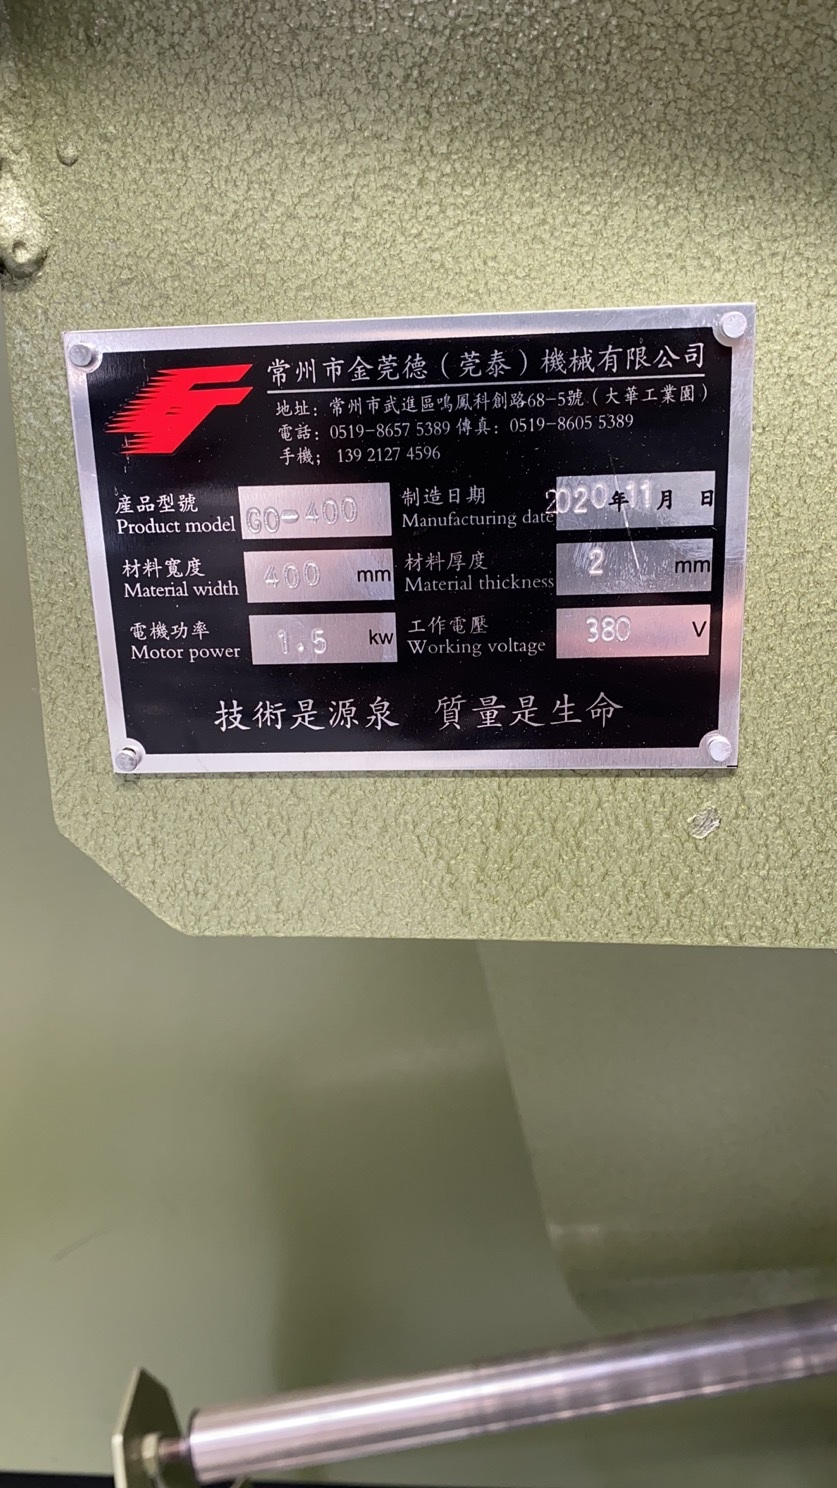 常州市金莞德（莞泰）機械有限公司
地址：常州市武進區鳴鳳科創路68-5號（大華工業園）
電話：0519-8657 5389 傳真：0519-8605 5389
手機；139 2127 4596
産品型號 GO-400 制造日期 2020年11月 日
Product model Manufacturing date
材料寬度 400 mm 材料厚度 2 mm
Material width Material thickness
電機功率 1.5 kw 工作電壓 380 V
Motor power Working voltage
技術是源泉 質量是生命